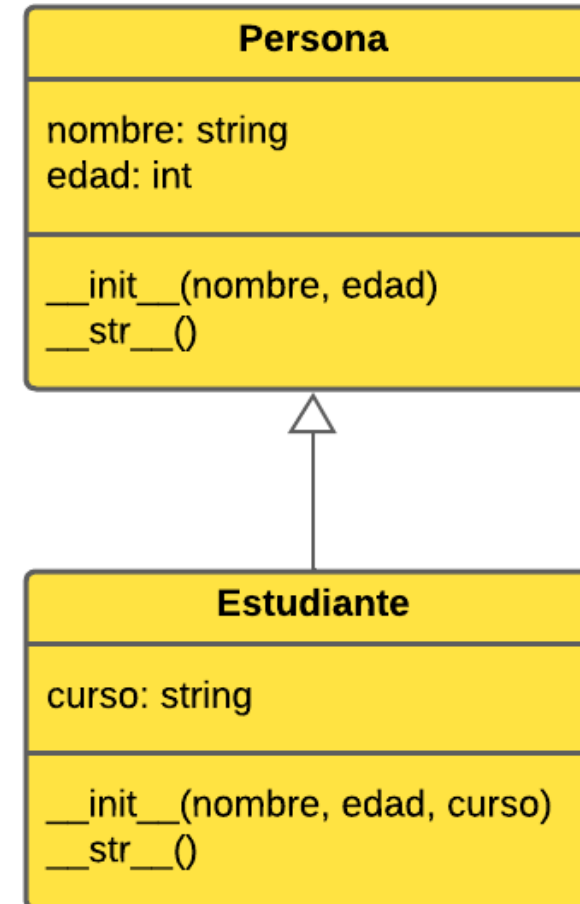 Persona
nombre: string
edad: int
__init__(nombre, edad)
__str__()
Estudiante
curso: string
__init__(nombre, edad, curso)
__str__()